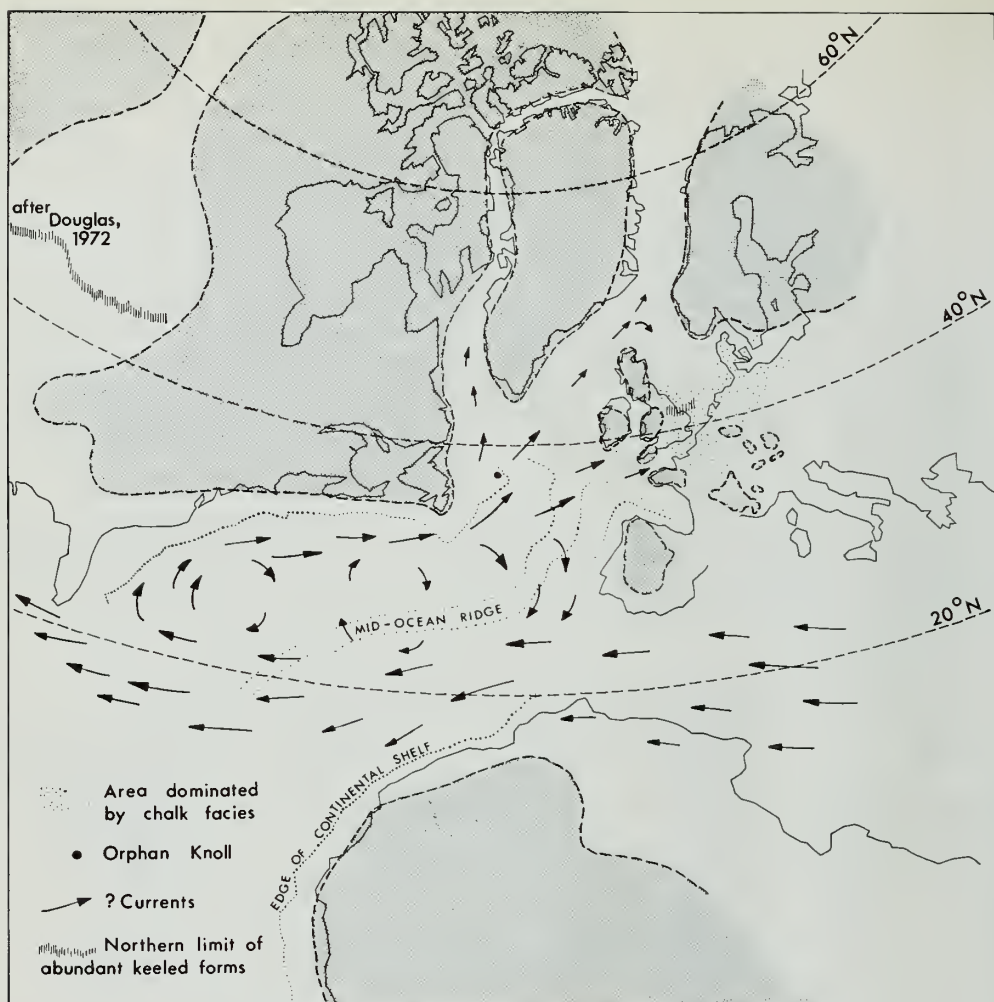 60°N
after
Douglas,
1972
40°N
20°N
MID-OCEAN RIDGE
EDGE OF CONTINENTAL SHELF
Area dominated
by chalk facies
Orphan Knoll
? Currents
Northern limit of
abundant keeled forms